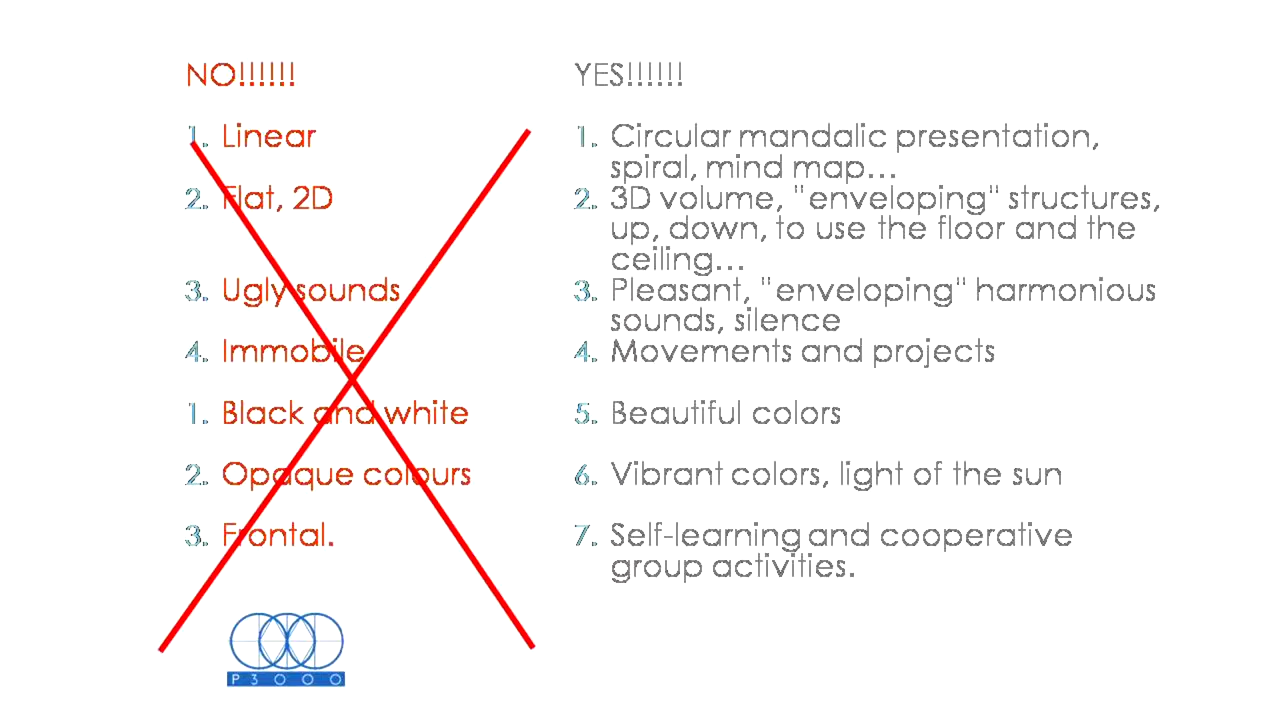 NO!!!!!!
1. Linear
2. Flat, 2D
3. Ugly sounds
4. Immobile
1. Black and white
2. Opaque colours
3. Frontal.
YES!!!!!!
1. Circular mandalic presentation,
spiral, mind map...
2. 3D volume, "enveloping" structures,
up, down, to use the floor and the
ceiling...
3. Pleasant, "enveloping" harmonious
sounds, silence
4. Movements and projects
5. Beautiful colors
6. Vibrant colors, light of the sun
7. Self-learning and cooperative
group activities.
P3000